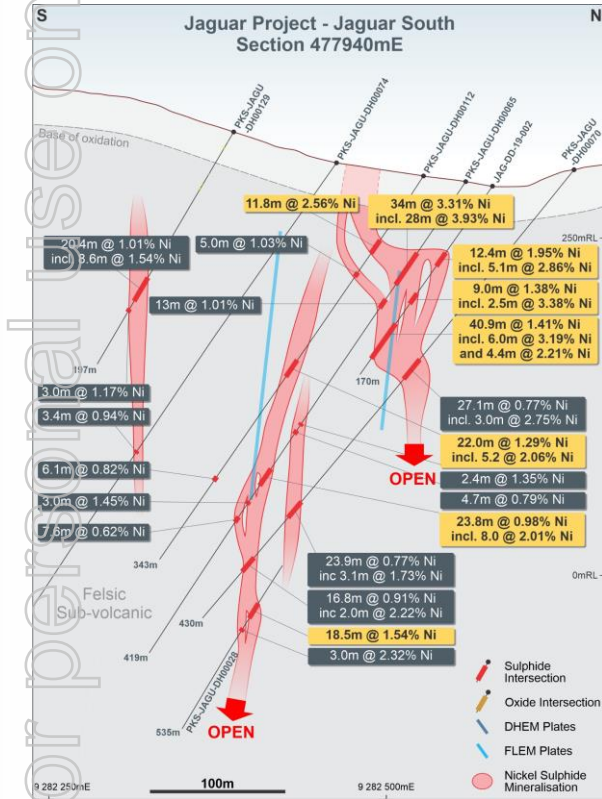 S
N
Jaguar Project - Jaguar South
Section 477940mE
PKS-JAGU
-DH00129
PKS-JAGU-DH00074
PKS-JAGU-DH00112
PKS-JAGU-DH00065
JAG-DD-19-002
PKS-JAGU
-DH00070
Base of oxidation
11.8m @ 2.56% Ni
34m @ 3.31% Ni
incl. 28m @ 3.93% Ni
250mRL
20.4m @ 1.01% Ni
incl. 8.6m @ 1.54% Ni
5.0m @ 1.03% Ni
12.4m @ 1.95% Ni
incl. 5.1m @ 2.86% Ni
13m @ 1.01% Ni
9.0m @ 1.38% Ni
incl. 2.5m @ 3.38% Ni
40.9m @ 1.41% Ni
incl. 6.0m @ 3.19% Ni
and 4.4m @ 2.21% Ni
197m
170m
3.0m @ 1.17% Ni
3.4m @ 0.94% Ni
27.1m @ 0.77% Ni
incl. 3.0m @ 2.75% Ni
22.0m @ 1.29% Ni
incl. 5.2 @ 2.06% Ni
OPEN
6.1m @ 0.82% Ni
2.4m @ 1.35% Ni
4.7m @ 0.79% Ni
3.0m @ 1.45% Ni
7.6m @ 0.62% Ni
23.8m @ 0.98% Ni
incl. 8.0 @ 2.01% Ni
343m
23.9m @ 0.77% Ni
inc 3.1m @ 1.73% Ni
0mRL
Felsic
Sub-volcanic
16.8m @ 0.91% Ni
inc 2.0m @ 2.22% Ni
430m
18.5m @ 1.54% Ni
419m
3.0m @ 2.32% Ni
PKS-JAGU-DH00028
535m
OPEN
Sulphide
Intersection
Oxide Intersection
DHEM Plates
FLEM Plates
Nickel Sulphide
Mineralisation
9 282 250mE
100m
9 282 500mE
or personal use on